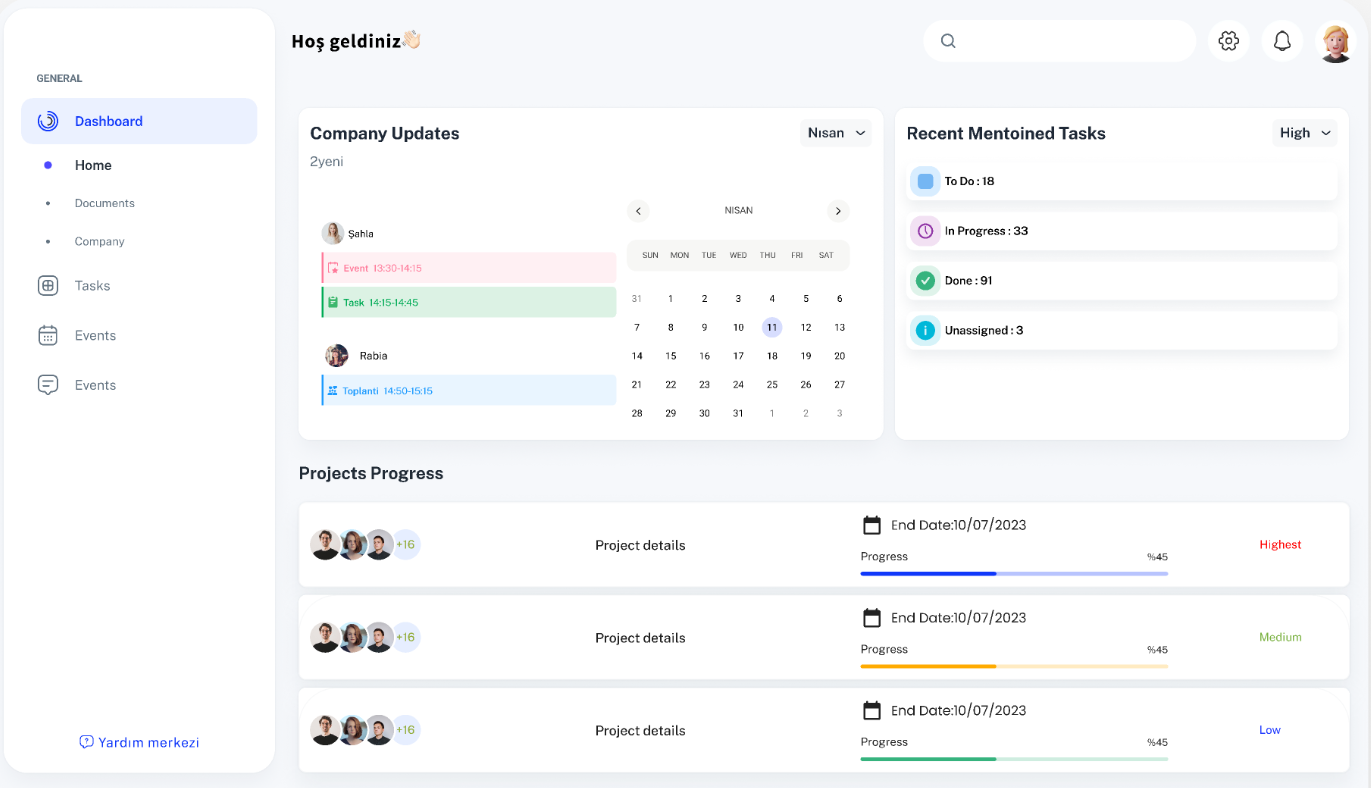 Hoş geldiniz
GENERAL
Dashboard
Home
Documents
Company
Tasks
Events
Events
Yardım merkezi
Company Updates
Nısan
2yeni
Şahla
Event 13:30-14:15
Task 14:15-14:45
Rabia
Toplanti 14:50-15:15
NISAN
SUN MON TUE WED THU FRI SAT
31 1 2 3 4 5 6
7 8 9 10 11 12 13
14 15 16 17 18 19 20
21 22 23 24 25 26 27
28 29 30 31 1 2 3
Recent Mentoined Tasks
High
To Do : 18
In Progress : 33
Done : 91
Unassigned : 3
Projects Progress
+16
Project details
End Date:10/07/2023
Progress %45
Highest
+16
Project details
End Date:10/07/2023
Progress %45
Medium
+16
Project details
End Date:10/07/2023
Progress %45
Low